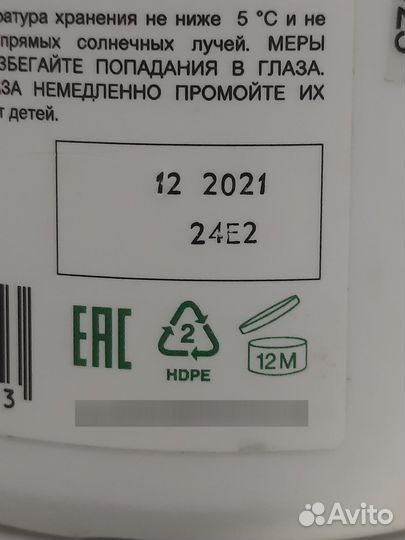 ратура хранения не ниже 5 °С и не
прямых солнечных лучей. МЕРЫ
ЗБЕГАЙТЕ ПОПАДАНИЯ В ГЛАЗА.
ЗА НЕМЕДЛЕННО ПРОМОЙТЕ ИХ
т детей.
12 2021
24E2
EAC
2
HDPE
12M
3
Avito